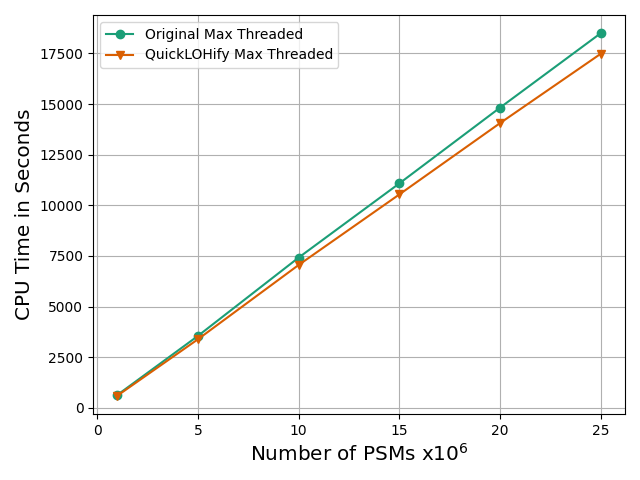 Original Max Threaded
QuickLOHify Max Threaded
CPU Time in Seconds
17500
15000
12500
10000
7500
5000
2500
0
0 5 10 15 20 25
Number of PSMs x10⁶